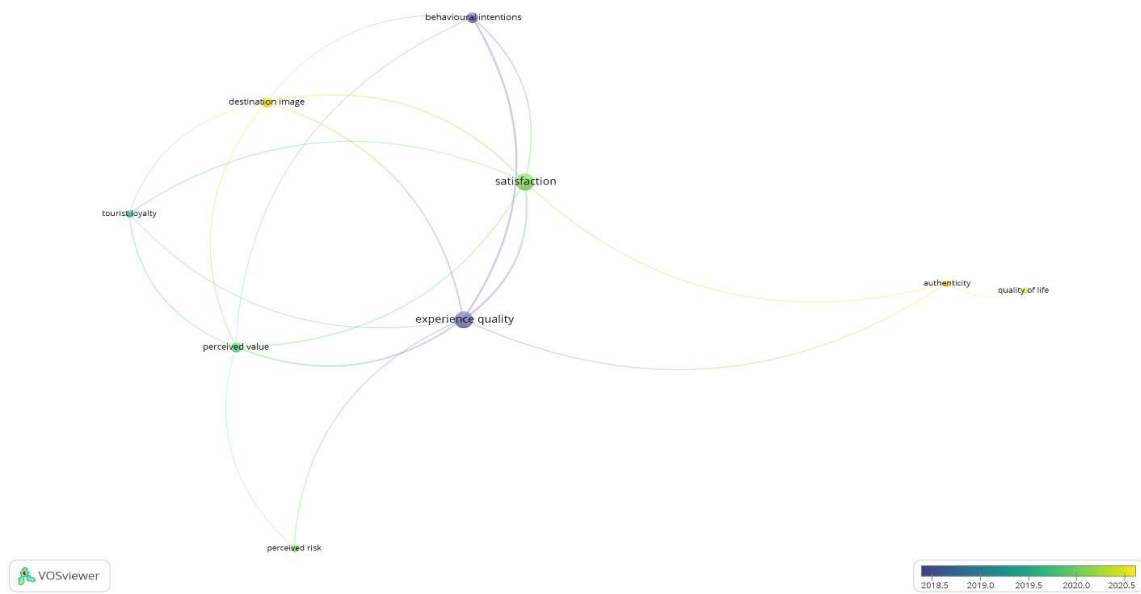 behavioural intentions
destination image
satisfaction
tourist loyalty
authenticity
quality of life
experience quality
perceived value
perceived risk
VOSviewer
2018.5 2019.0 2019.5 2020.0 2020.5